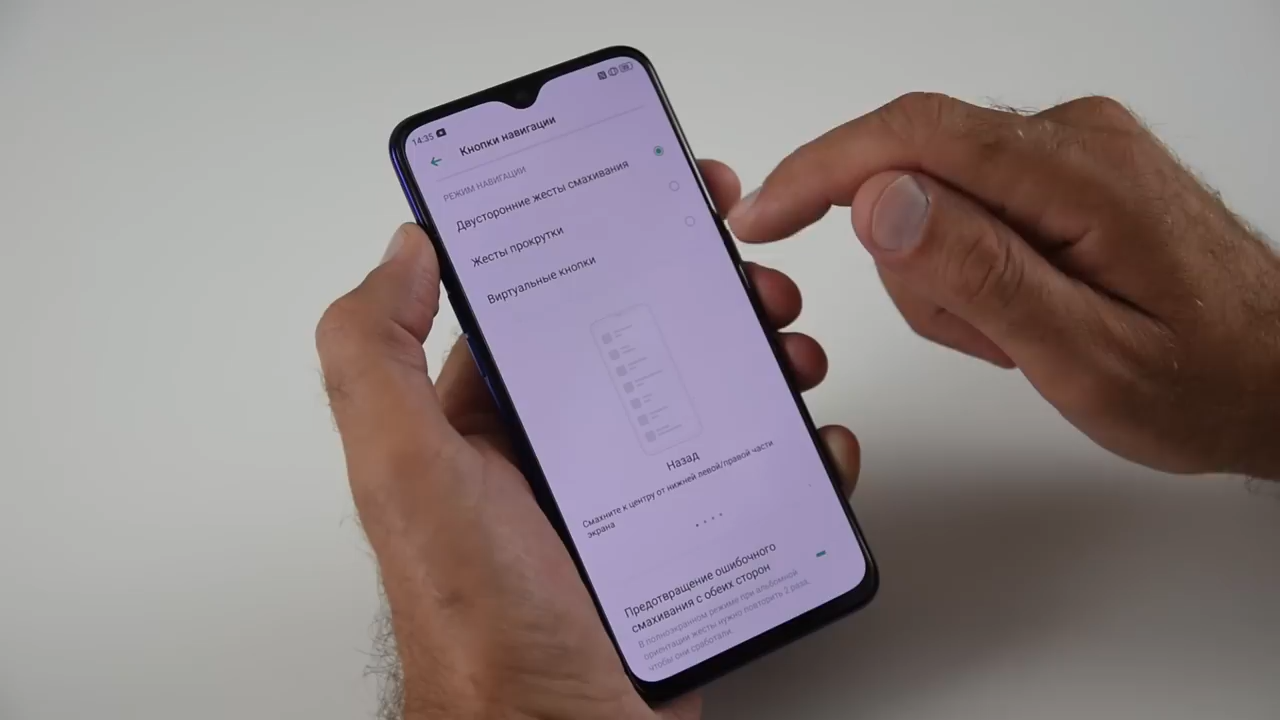 14:35
Кнопки навигации
РЕЖИМ НАВИГАЦИИ
Двусторонние жесты смахивания
Жесты прокрутки
Виртуальные кнопки
Назад
Смахните к центру от нижней левой/правой части
экрана
Предотвращение ошибочного
смахивания с обеих сторон
В полноэкранном режиме при альбомной
ориентации жесты нужно повторить 2 раза,
чтобы они сработали.